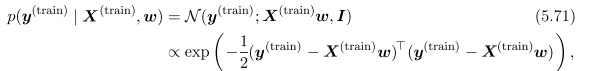 p(y^(train) | X^(train), w) = N(y^(train); X^(train)w, I) (5.71)
∝ exp(−1/2(y^(train) − X^(train)w)^⊤(y^(train) − X^(train)w)),